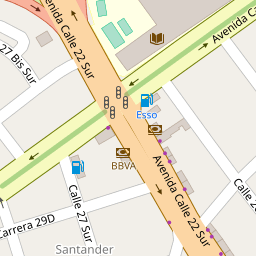 27 Bis Sur
Avenida Calle 22 Sur
Avenida Calle 22
Esso
BBVA
Avenida Calle 22 Sur
Calle 27 Sur
Carrera 29D
Santander